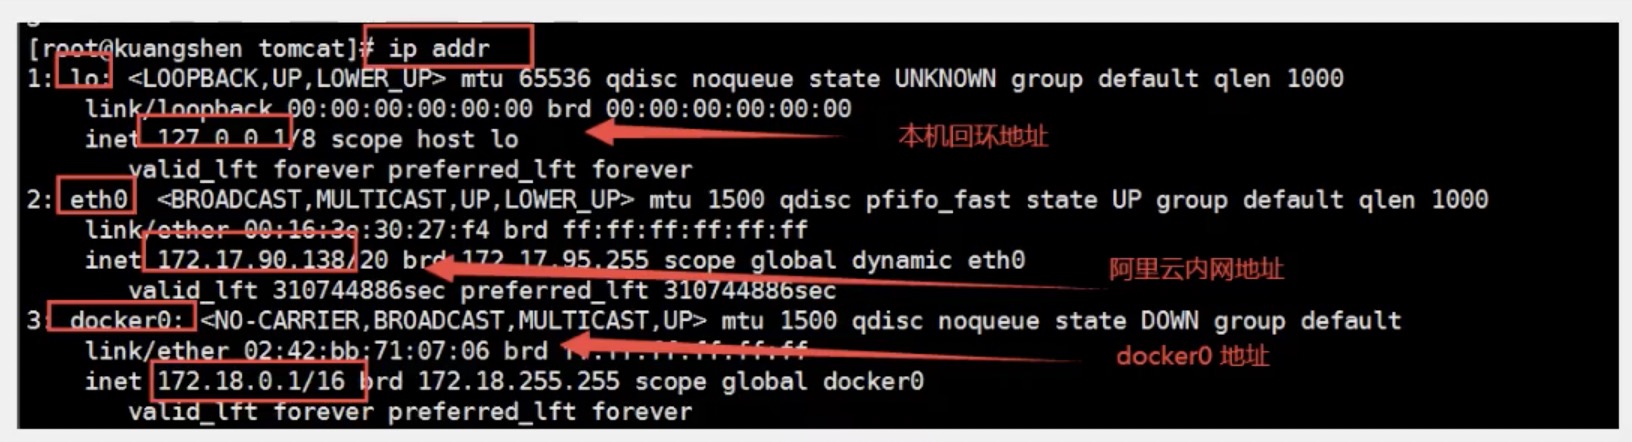 [root@kuangshen tomcat]# ip addr
1: lo: <LOOPBACK,UP,LOWER_UP> mtu 65536 qdisc noqueue state UNKNOWN group default qlen 1000
link/loopback 00:00:00:00:00:00 brd 00:00:00:00:00:00
inet 127.0.0.1/8 scope host lo
本机回环地址
valid_lft forever preferred_lft forever
2: eth0 <BROADCAST,MULTICAST,UP,LOWER_UP> mtu 1500 qdisc pfifo_fast state UP group default qlen 1000
link/ether 00:16:3e:30:27:f4 brd ff:ff:ff:ff:ff:ff
inet 172.17.90.138/20 brd 172.17.95.255 scope global dynamic eth0
阿里云内网地址
valid_lft 310744886sec preferred_lft 310744886sec
3: docker0: <NO-CARRIER,BROADCAST,MULTICAST,UP> mtu 1500 qdisc noqueue state DOWN group default
link/ether 02:42:bb:71:07:06 brd ff:ff:ff:ff:ff:ff
docker0 地址
inet 172.18.0.1/16 brd 172.18.255.255 scope global docker0
valid_lft forever preferred_lft forever